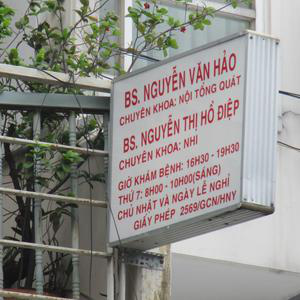 BS. NGUYỄN VĂN HẢO
CHUYÊN KHOA: NỘI TỔNG QUÁT
BS. NGUYỄN THỊ HỒ ĐIỆP
CHUYÊN KHOA: NHI
GIỜ KHÁM BỆNH: 16H30 - 19H30
THỨ 7: 8H00 - 10H00(SÁNG)
CHỦ NHẬT VÀ NGÀY LỄ NGHỈ
GIẤY PHÉP 2569/GCN/HNY